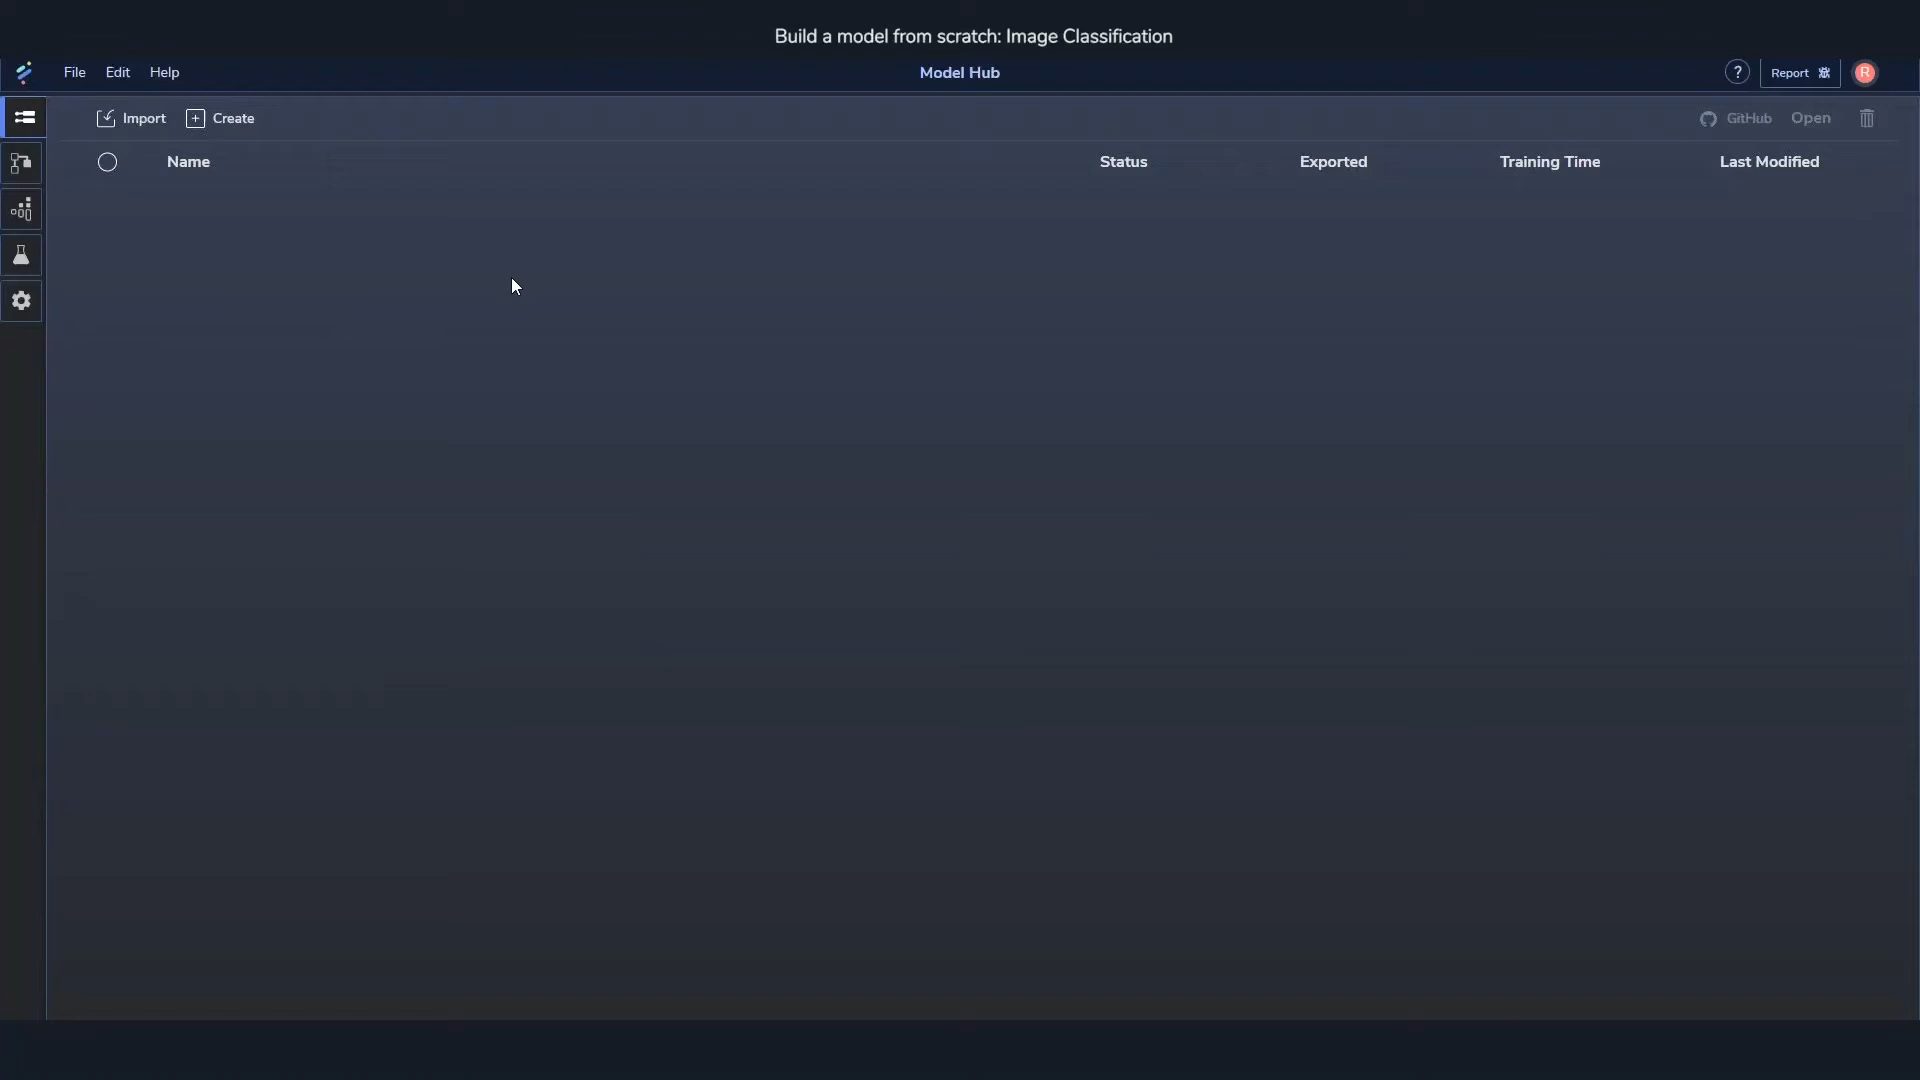 Build a model from scratch: Image Classification
File Edit Help Model Hub ? Report R
Import Create GitHub Open
Name Status Exported Training Time Last Modified